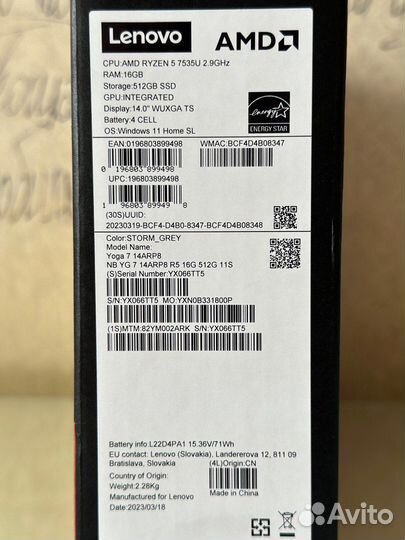 Lenovo
AMD
CPU:AMD RYZEN 5 7535U 2.9GHz
RAM:16GB
Storage:512GB SSD
GPU:INTEGRATED
Display:14.0" WUXGA TS
Battery:4 CELL
OS:Windows 11 Home SL
energy
ENERGY STAR
EAN:0196803899498
WMAC:BCF4D4B08347
0 196803 899498
UPC:196803899498
1 96803 89949 8
(30S)UUID:
20230319-BCF4-D4B0-8347-BCF4D4B08348
Color:STORM_GREY
Model Name:
Yoga 7 14ARP8
NB YG 7 14ARP8 R5 16G 512G 11S
(S)Serial Number:YX066TT5
S/N:YX066TT5 MO:YXN0B331800P
(1S)MTM:82YM002ARK S/N:YX066TT5
Battery info:L22D4PA1 15.36V/71Wh
EU contact: Lenovo (Slovakia), Landererova 12, 811 09
Bratislava, Slovakia
(4L)Origin:CN
Country of Origin:
Weight:2.28Kg
Made in China
Manufactured for Lenovo
Date:2023/03/18
Avito